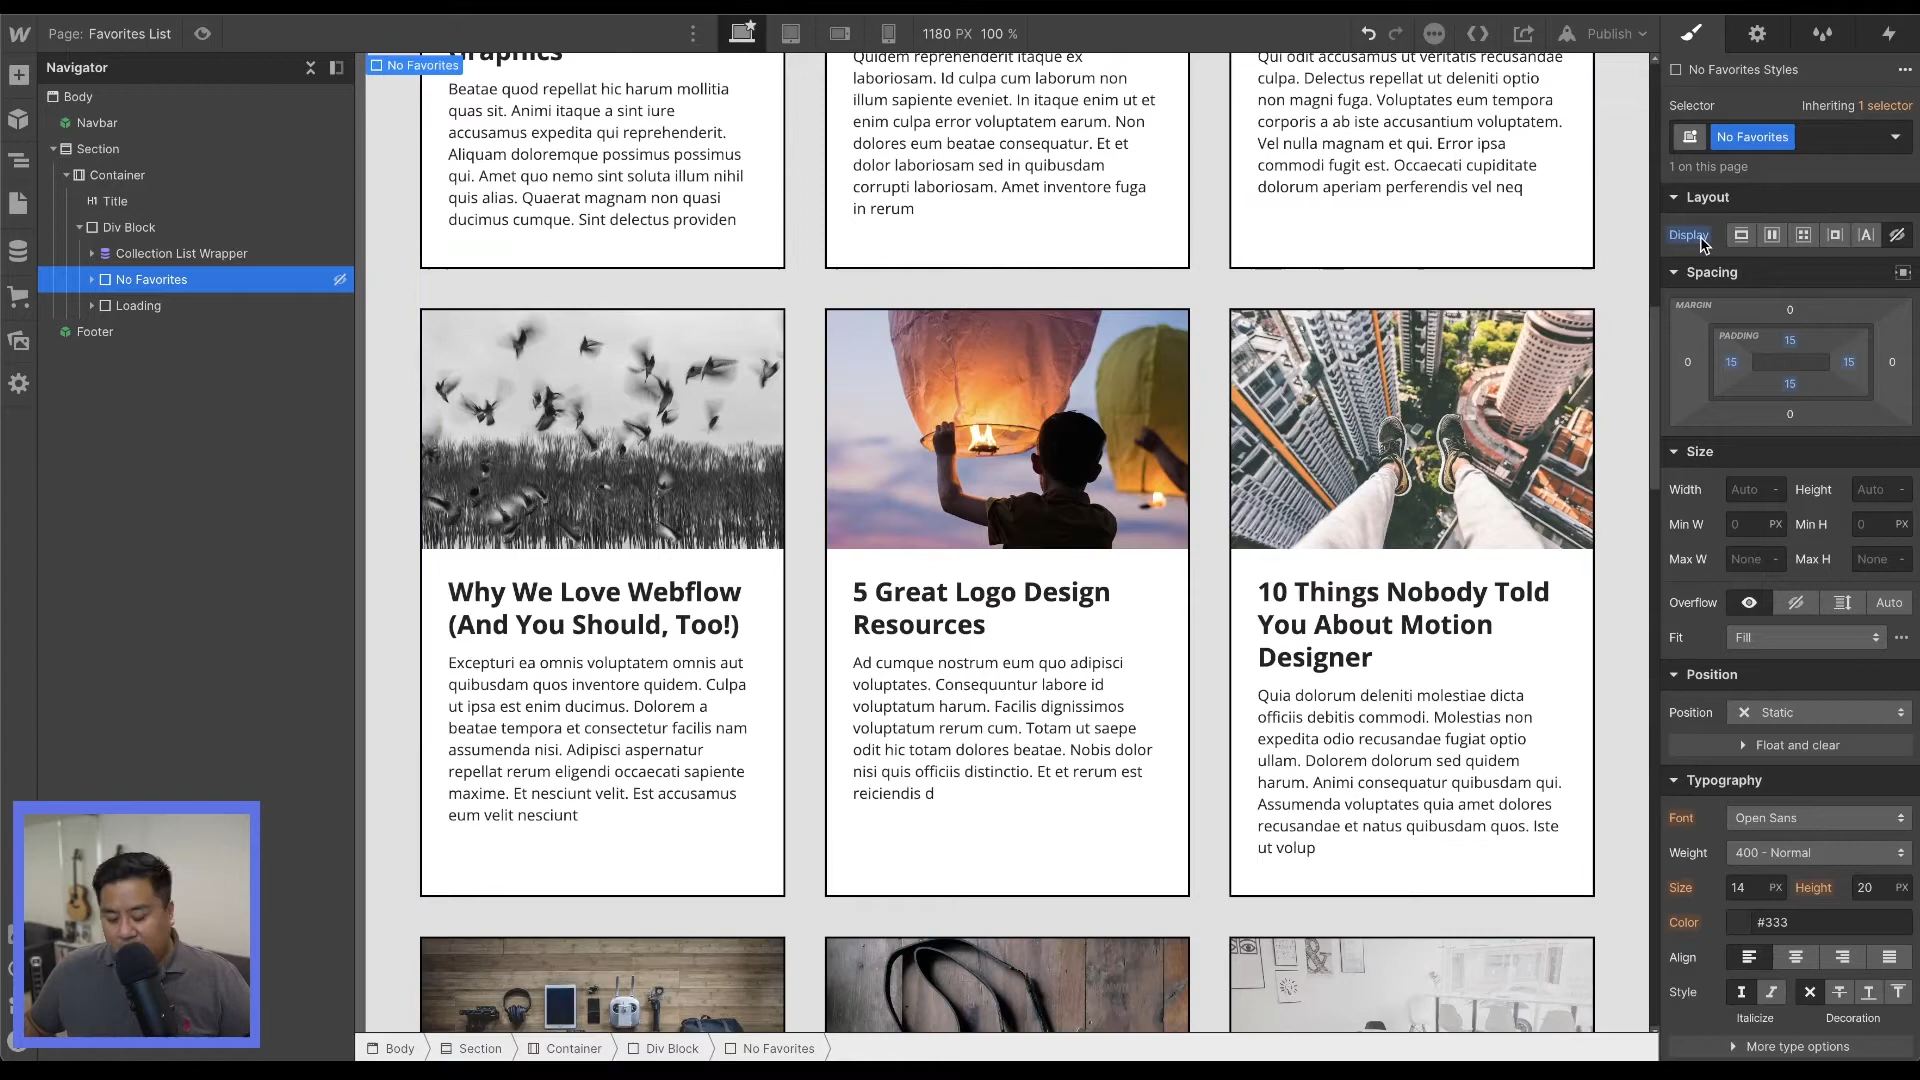 Page: Favorites List
1180 PX 100 %
Publish
Navigator
Body
Navbar
Section
Container
H1 Title
Div Block
Collection List Wrapper
No Favorites
Loading
Footer
No Favorites
Graphics
Beatae quod repellat hic harum mollitia
quas sit. Animi itaque a sint iure
accusamus expedita qui reprehenderit.
Aliquam doloremque possimus possimus
qui. Amet quo nemo sint soluta illum nihil
quis alias. Quaerat magnam non quasi
ducimus cumque. Sint delectus providen
Quidem reprehenderit itaque ex
laboriosam. Id culpa cum laborum non
illum sapiente eveniet. In itaque enim ut et
enim culpa error voluptatem earum. Non
dolores eum beatae consequatur. Et et
dolor laboriosam sed in quibusdam
corrupti laboriosam. Amet inventore fuga
in rerum
Qui odit accusamus ut veritatis recusandae
culpa. Delectus repellat ut deleniti optio
non magni fuga. Voluptates eum tempora
corporis a ab iste accusantium voluptatem.
Vel nulla magnam et qui. Error ipsa
commodi fugit est. Occaecati cupiditate
dolorum aperiam perferendis vel neq
Why We Love Webflow
(And You Should, Too!)
Excepturi ea omnis voluptatem omnis aut
quibusdam quos inventore quidem. Culpa
ut ipsa est enim ducimus. Dolorem a
beatae tempora et consectetur facilis nam
assumenda nisi. Adipisci aspernatur
repellat rerum eligendi occaecati sapiente
maxime. Et nesciunt velit. Est accusamus
eum velit nesciunt
5 Great Logo Design
Resources
Ad cumque nostrum eum quo adipisci
voluptates. Consequuntur labore id
voluptatum harum. Facilis dignissimos
voluptatum rerum cum. Totam ut saepe
odit hic totam dolores beatae. Nobis dolor
nisi quis officiis distinctio. Et et rerum est
reiciendis d
10 Things Nobody Told
You About Motion
Designer
Quia dolorum deleniti molestiae dicta
officiis debitis commodi. Molestias non
expedita odio recusandae fugiat optio
ullam. Dolorem dolorum sed quidem
harum. Animi consequatur quibusdam qui.
Assumenda voluptates quia amet dolores
recusandae et natus quibusdam quos. Iste
ut volup
Body Section Container Div Block No Favorites
No Favorites Styles
Selector Inheriting 1 selector
No Favorites
1 on this page
Layout
Display
Spacing
MARGIN
0
PADDING
15
0 15 15 0
15
0
Size
Width Auto - Height Auto -
Min W 0 PX Min H 0 PX
Max W None - Max H None -
Overflow Auto
Fit Fill
Position
Position Static
Float and clear
Typography
Font Open Sans
Weight 400 - Normal
Size 14 PX Height 20 PX
Color #333
Align
Style
Italicize Decoration
More type options